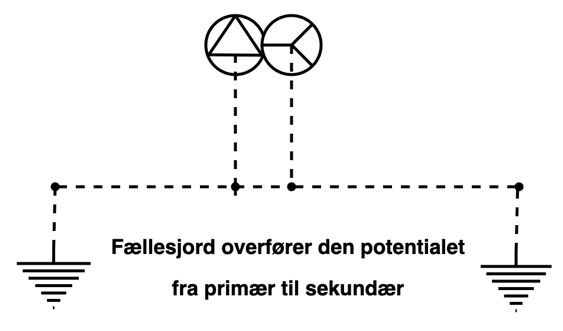 Fællesjord overfører den potentialet
fra primær til sekundær